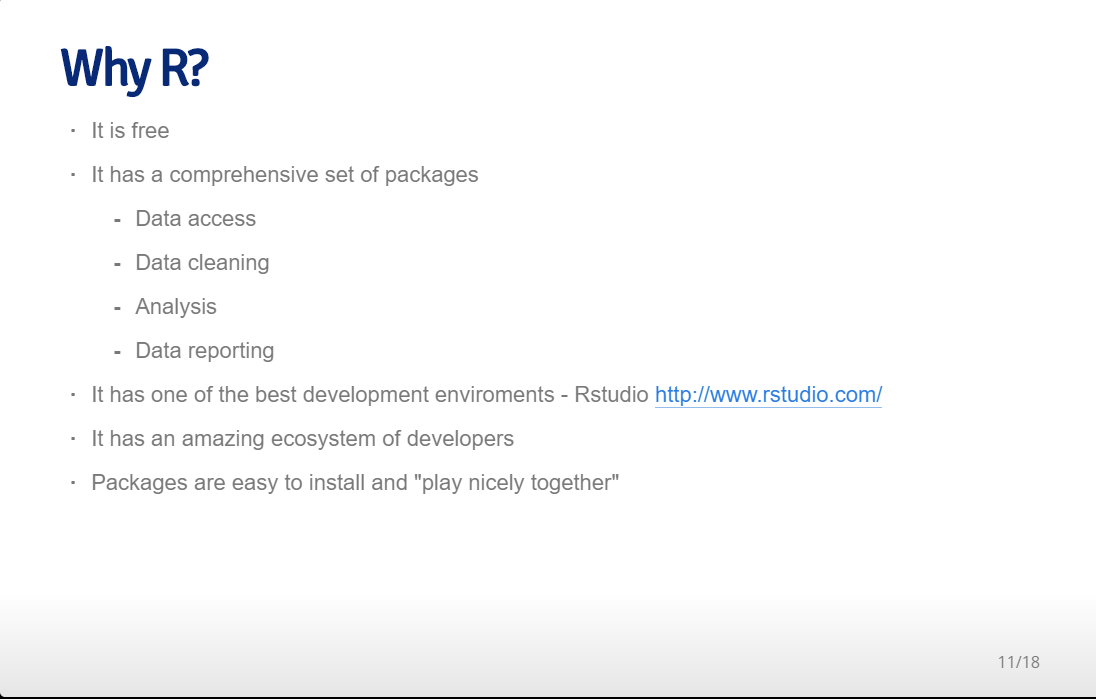 Why R?
· It is free
· It has a comprehensive set of packages
- Data access
- Data cleaning
- Analysis
- Data reporting
· It has one of the best development enviroments - Rstudio http://www.rstudio.com/
· It has an amazing ecosystem of developers
· Packages are easy to install and "play nicely together"
11/18